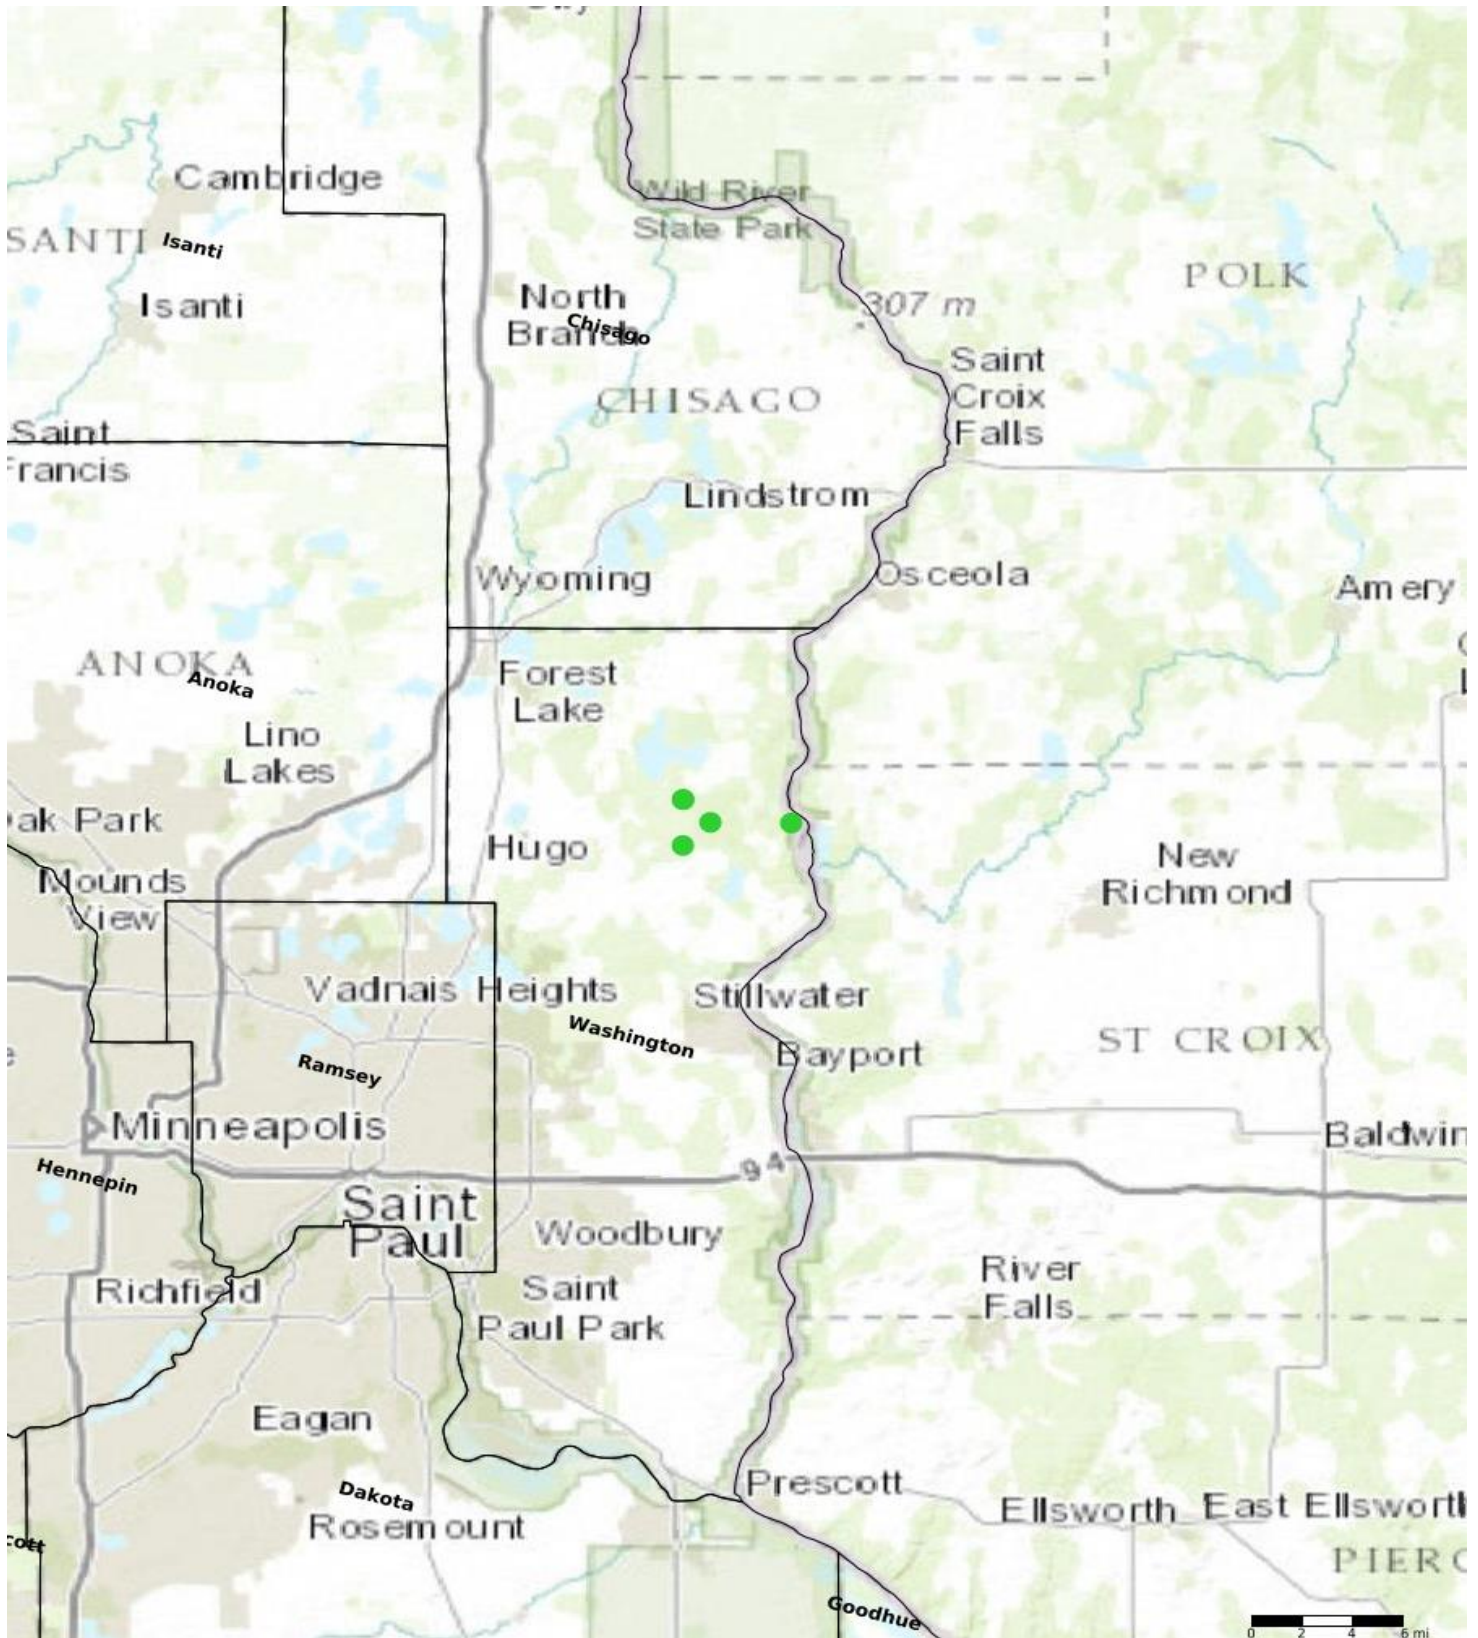 Cambridge
Wild River
State Park
SANTI
Isanti
POLK
Isanti
North
Branch
Chisago
307 m
Saint
Croix
Falls
CHISAGO
Saint
Francis
Lindstrom
Wyoming
Osceola
Amery
ANOKA
Anoka
Forest
Lake
Lino
Lakes
ak Park
Hugo
New
Richmond
Mounds
View
Vadnais Heights
Stillwater
Washington
ST CROIX
Bayport
Ramsey
Minneapolis
Baldwin
Hennepin
94
Saint
Paul
Woodbury
Richfield
Saint
Paul Park
River
Falls
Eagan
Prescott
Dakota
Rosemount
Ellsworth
East Ellswort
cott
PIERC
Goodhue
0 2 4 6 mi